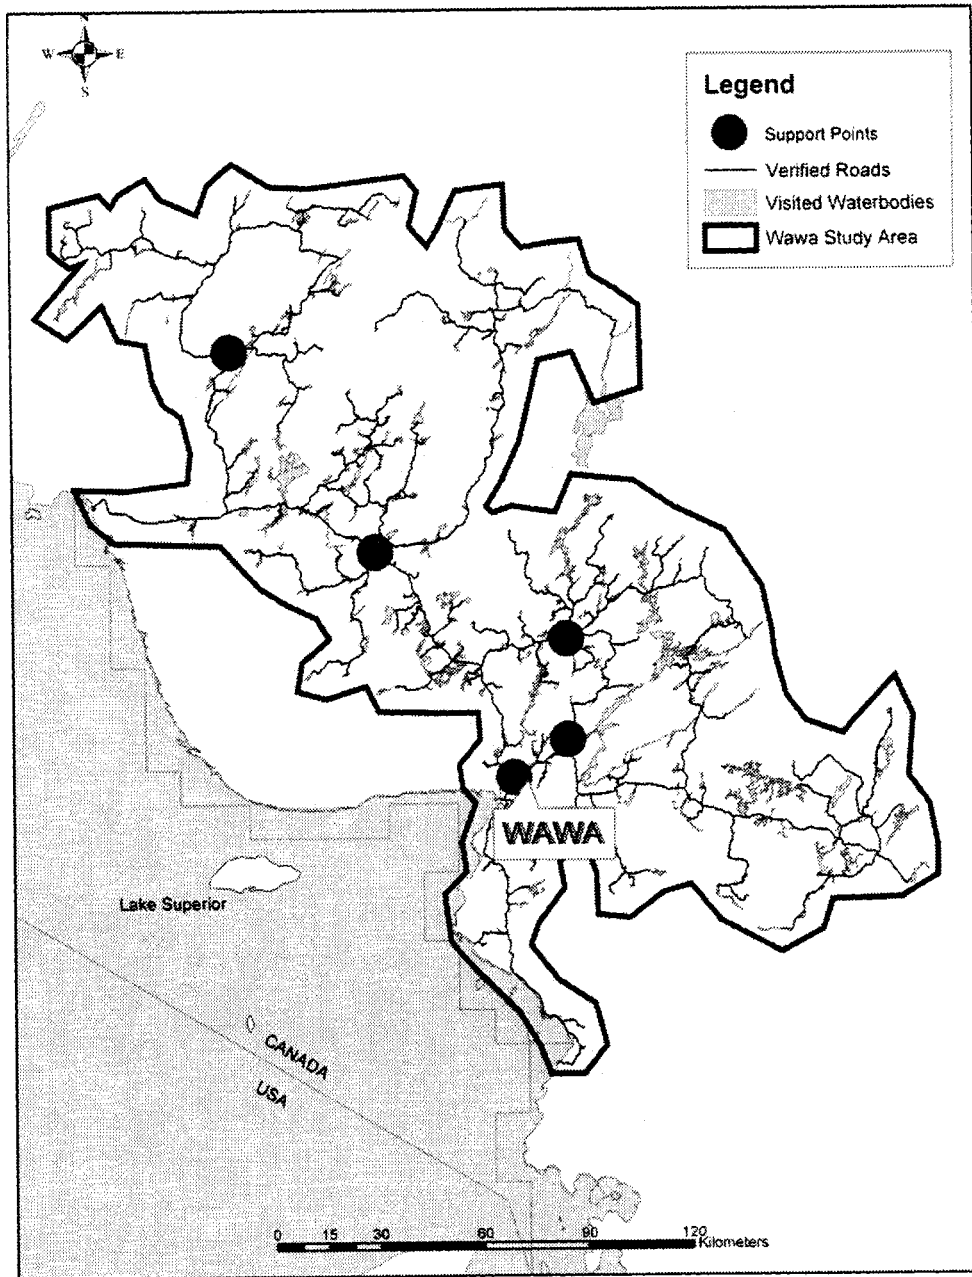 N
W E
S
Legend
Support Points
Verified Roads
Visited Waterbodies
Wawa Study Area
WAWA
Lake Superior
CANADA
USA
0 15 30 60 90 120
Kilometers